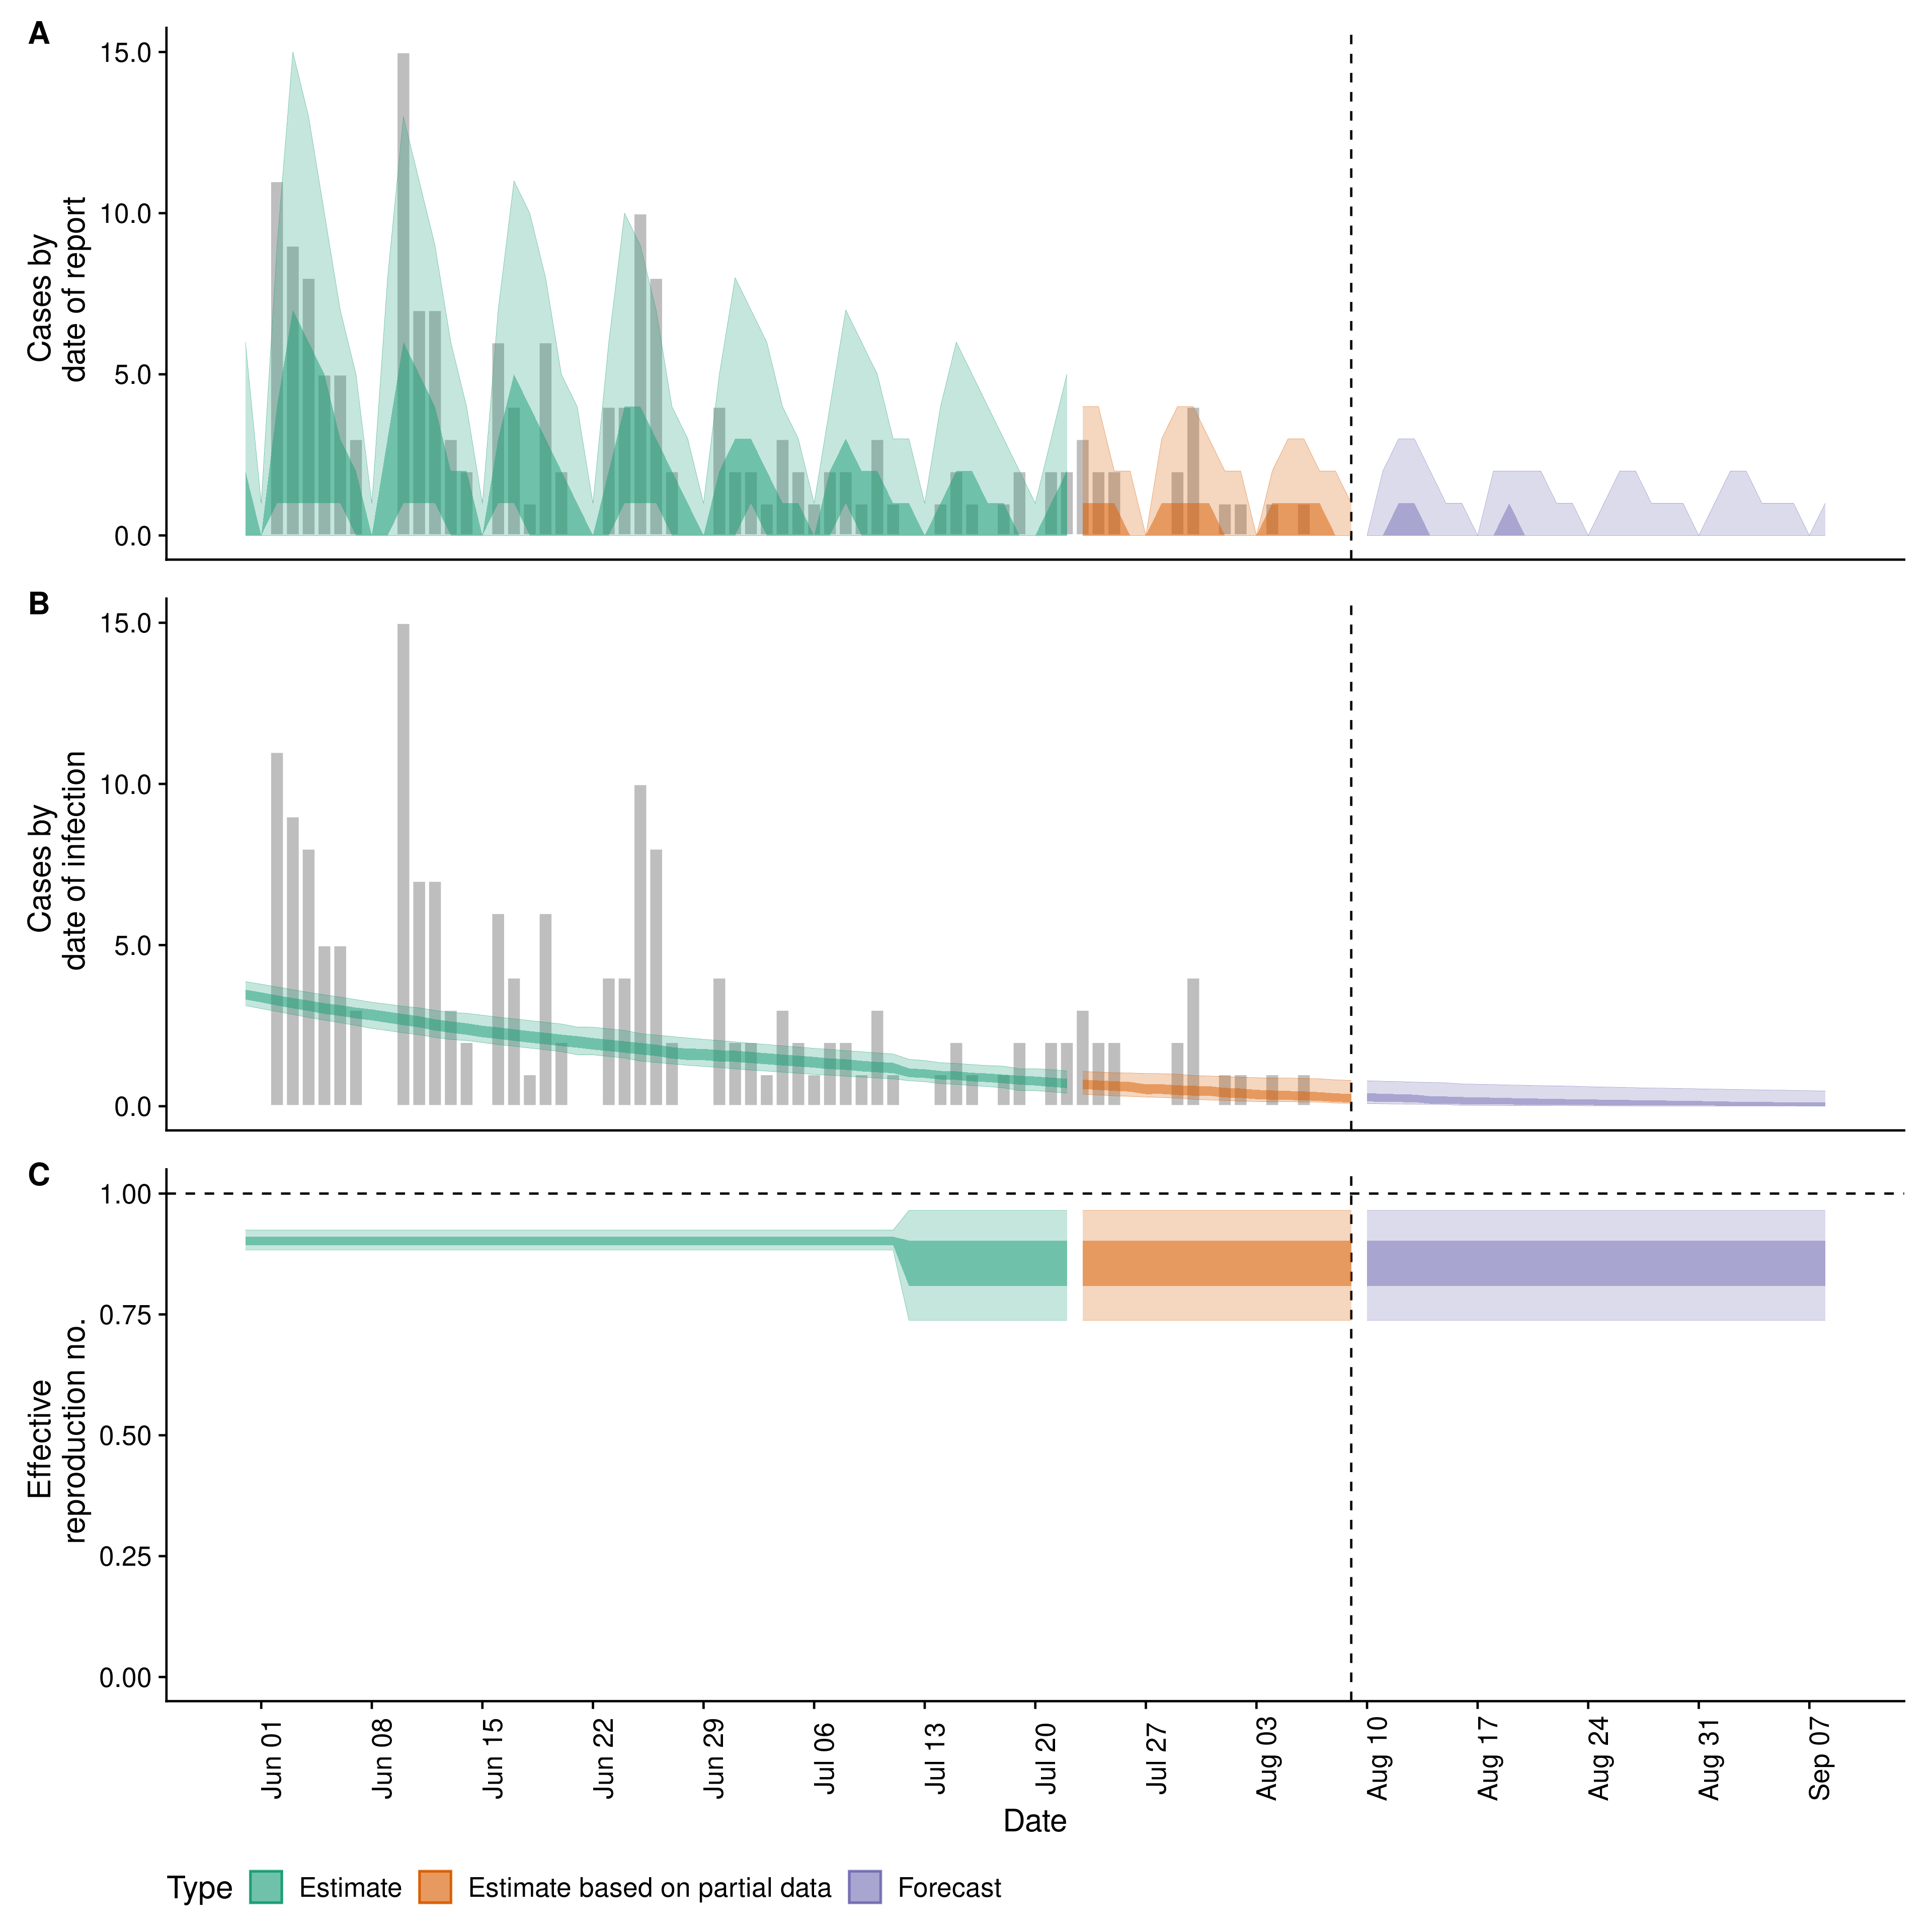 A
Cases by
date of report
15.0
10.0
5.0
0.0
B
Cases by
date of infection
15.0
10.0
5.0
0.0
C
Effective
reproduction no.
1.00
0.75
0.50
0.25
0.00
Jun 01
Jun 08
Jun 15
Jun 22
Jun 29
Jul 06
Jul 13
Jul 20
Jul 27
Aug 03
Aug 10
Aug 17
Aug 24
Aug 31
Sep 07
Date
Type Estimate Estimate based on partial data Forecast